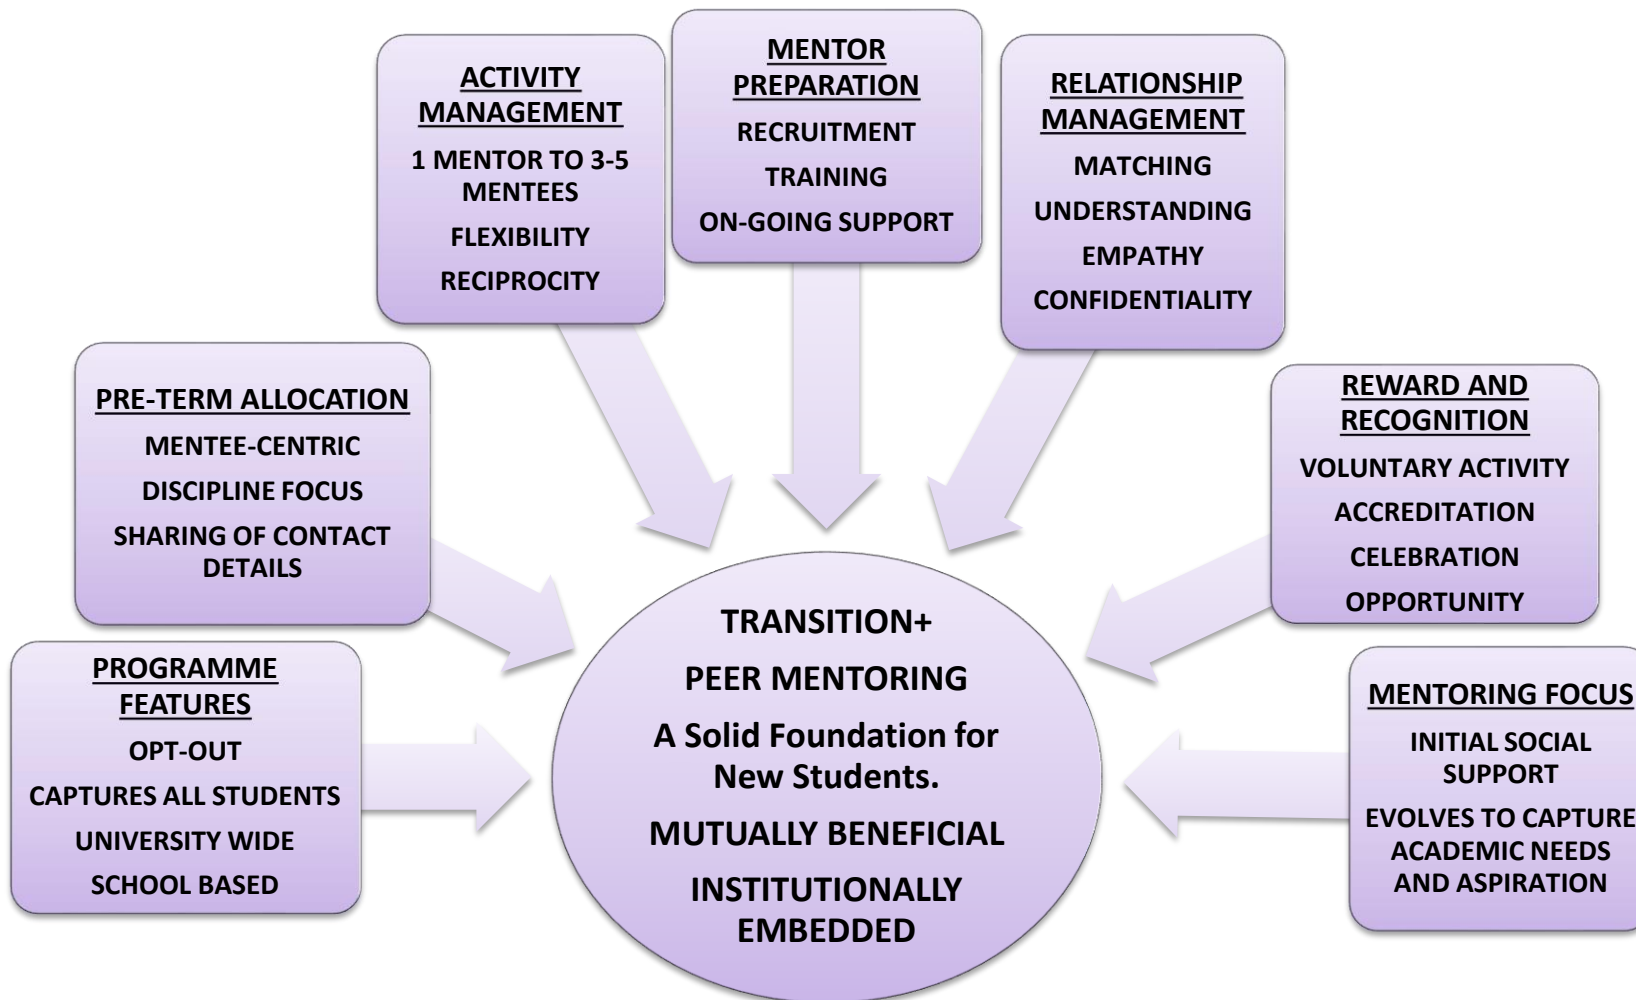 ACTIVITY
MANAGEMENT
1 MENTOR TO 3-5
MENTEES
FLEXIBILITY
RECIPROCITY
MENTOR
PREPARATION
RECRUITMENT
TRAINING
ON-GOING SUPPORT
RELATIONSHIP
MANAGEMENT
MATCHING
UNDERSTANDING
EMPATHY
CONFIDENTIALITY
PRE-TERM ALLOCATION
MENTEE-CENTRIC
DISCIPLINE FOCUS
SHARING OF CONTACT
DETAILS
REWARD AND
RECOGNITION
VOLUNTARY ACTIVITY
ACCREDITATION
CELEBRATION
OPPORTUNITY
PROGRAMME
FEATURES
OPT-OUT
CAPTURES ALL STUDENTS
UNIVERSITY WIDE
SCHOOL BASED
TRANSITION+
PEER MENTORING
A Solid Foundation for
New Students.
MUTUALLY BENEFICIAL
INSTITUTIONALLY
EMBEDDED
MENTORING FOCUS
INITIAL SOCIAL
SUPPORT
EVOLVES TO CAPTURE
ACADEMIC NEEDS
AND ASPIRATION